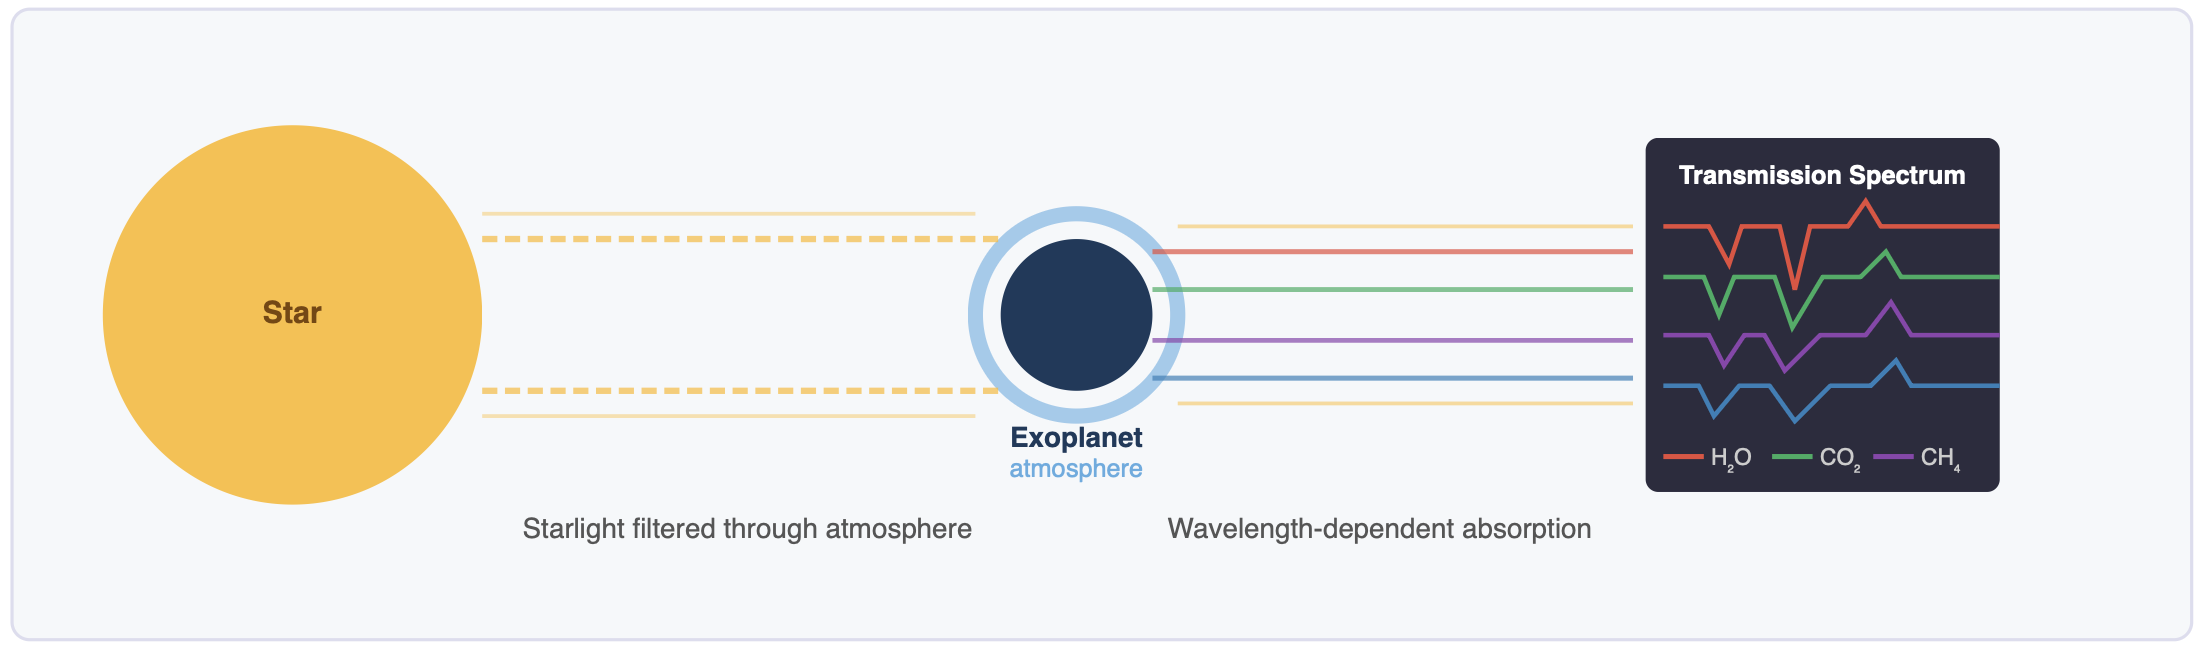 Transmission Spectrum
Star
Exoplanet
atmosphere
H₂O CO₂ CH₄
Starlight filtered through atmosphere
Wavelength-dependent absorption